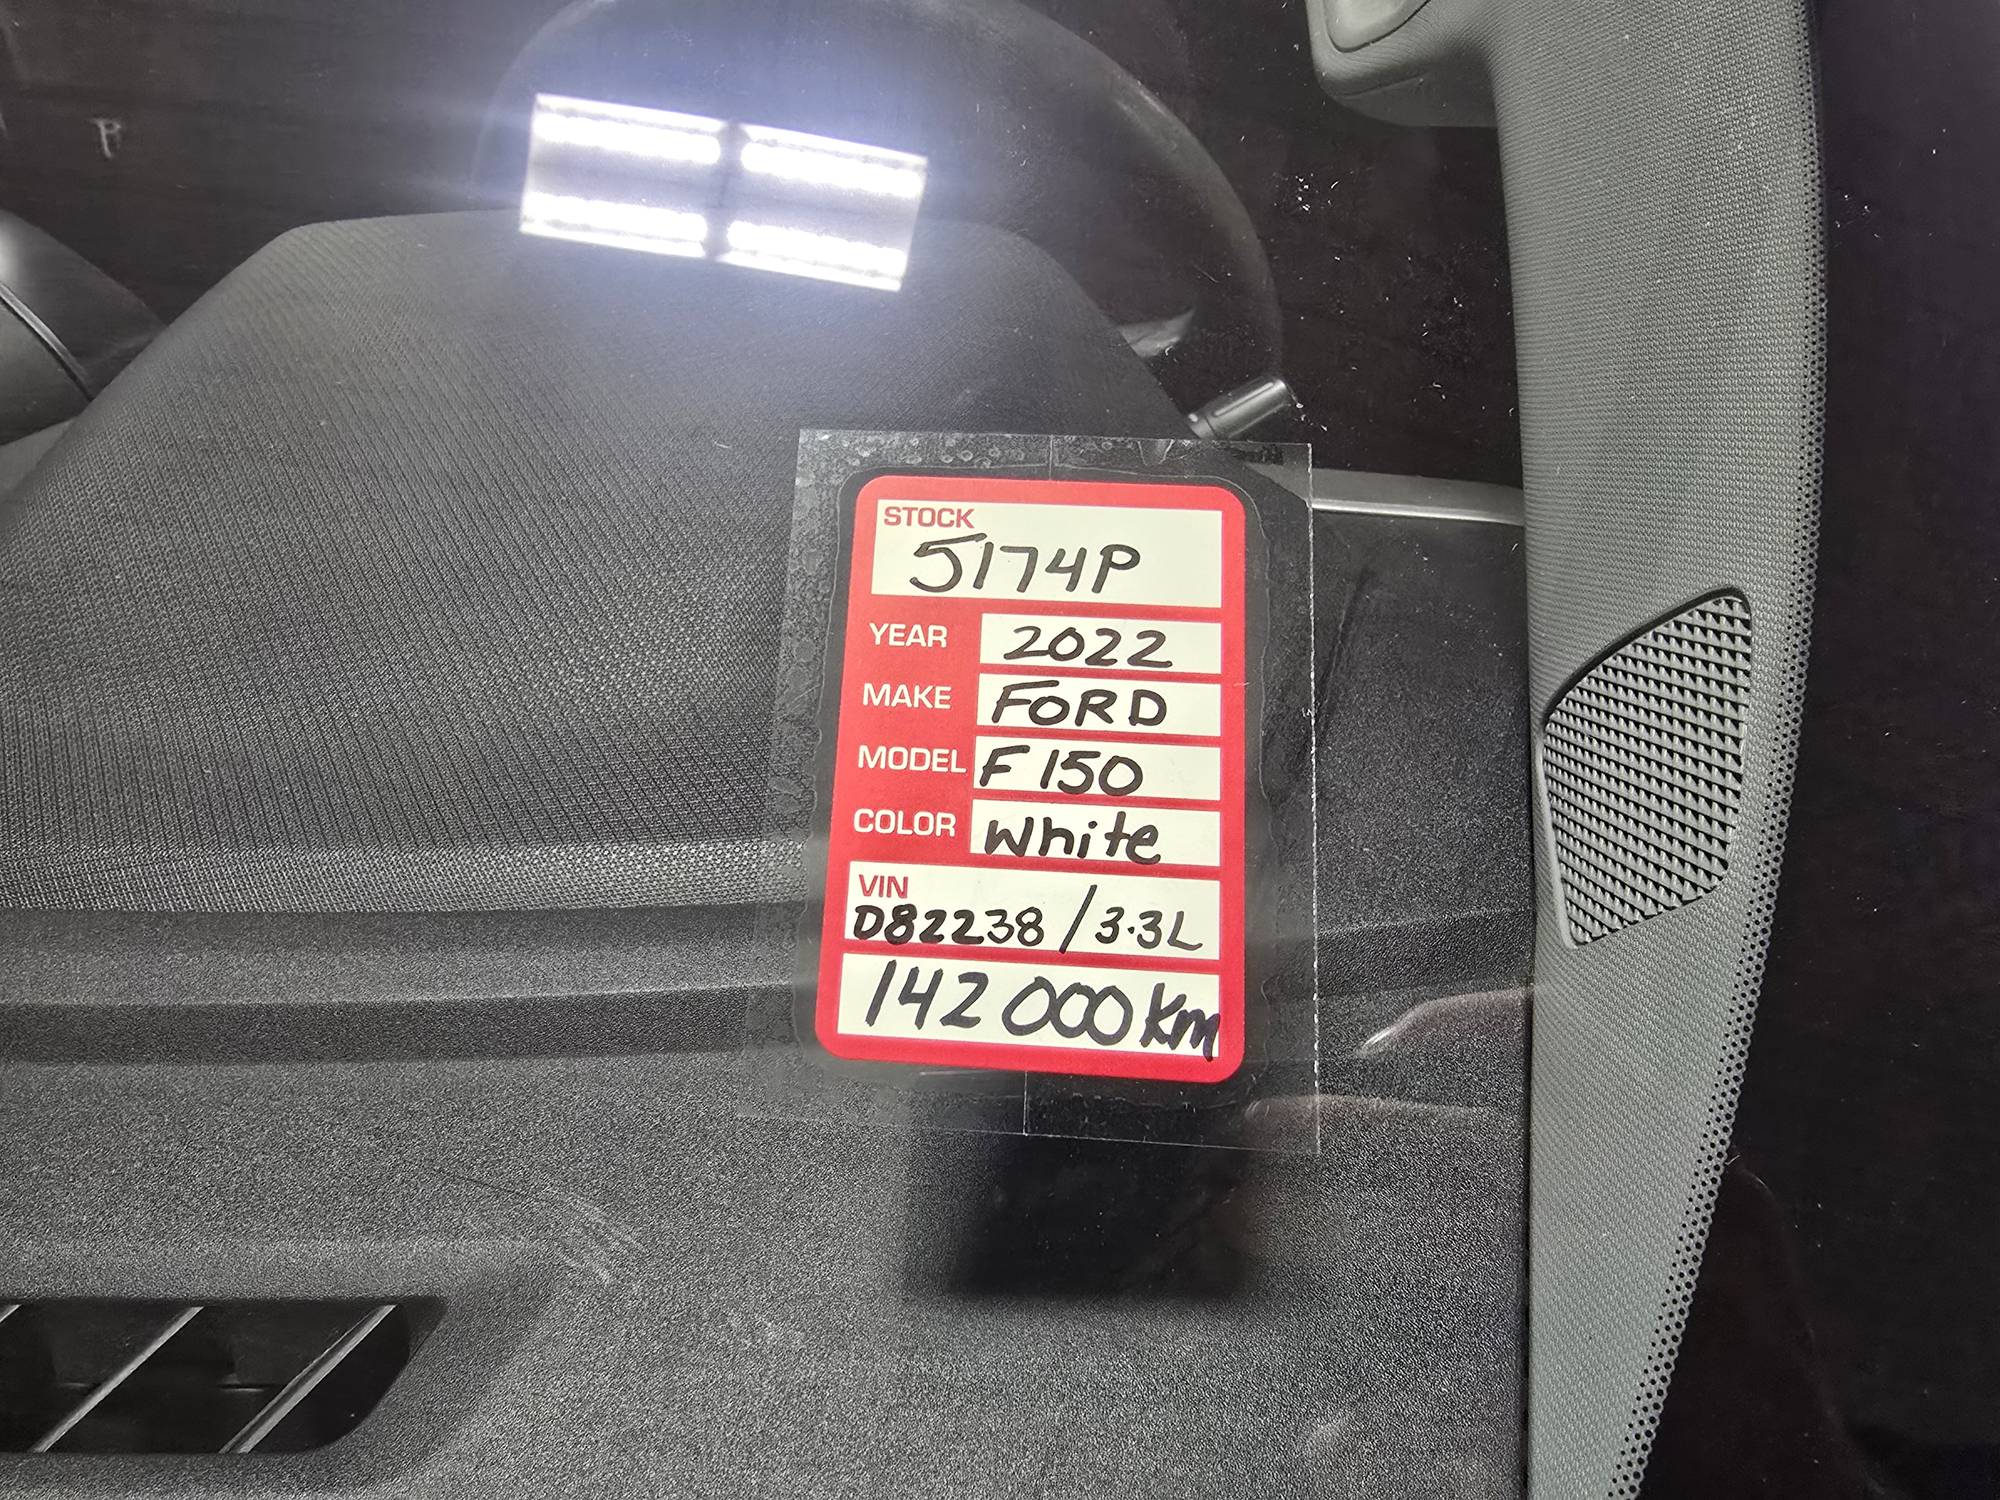 STOCK
5174P
YEAR 2022
MAKE FORD
MODEL F150
COLOR White
VIN
D82238 / 3.3L
142 000 Km